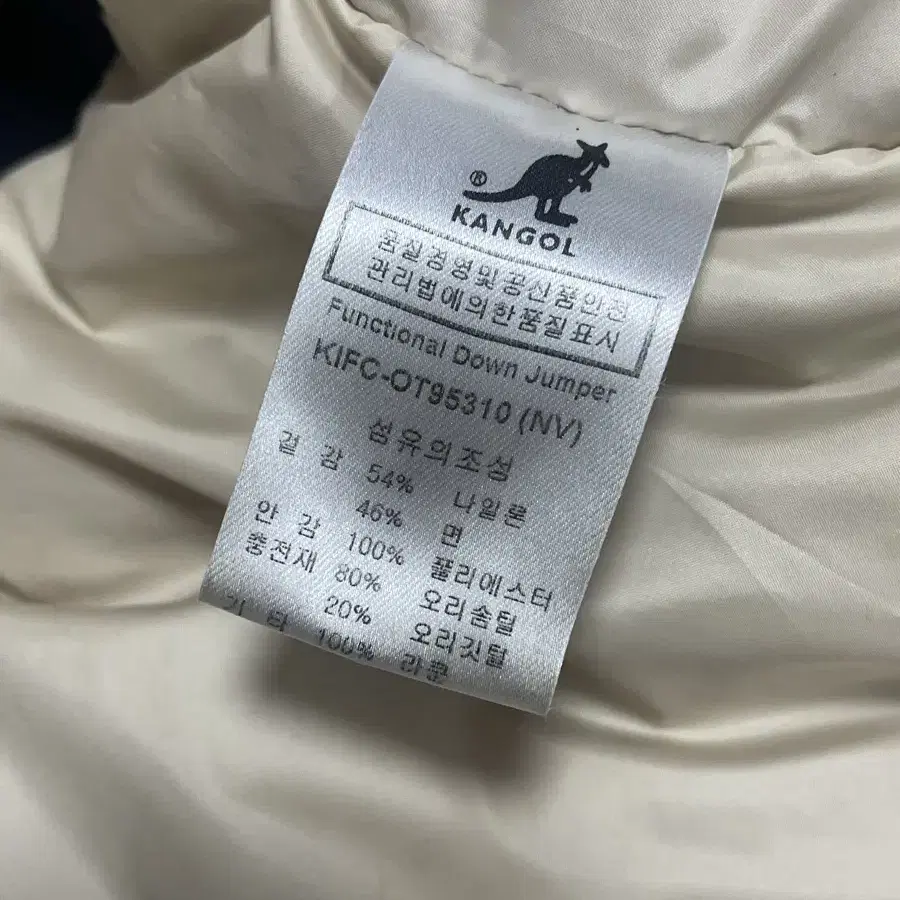 ®
KANGOL
품질경영및공산품안전
관리법에의한품질표시
Functional Down Jumper
KIFC-OT95310 (NV)
섬유의조성
겉 감 54% 나일론
46% 면
안 감 100% 폴리에스터
충전재 80% 오리솜털
20% 오리깃털
기 타 100% 라쿤